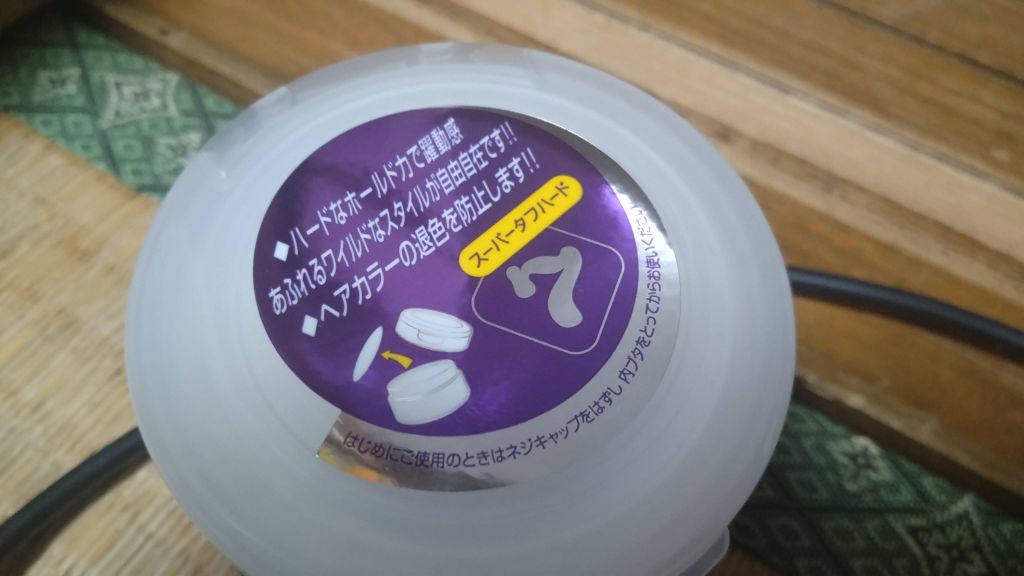 ◆ハードなホールド力で躍動感
あふれるワイルドなスタイルが自由自在です!!
◆ヘアカラーの退色を防止します!!
スーパータフハード
7
はじめにご使用のときはネジキャップをはずし 内ブタをとってからお使いください。